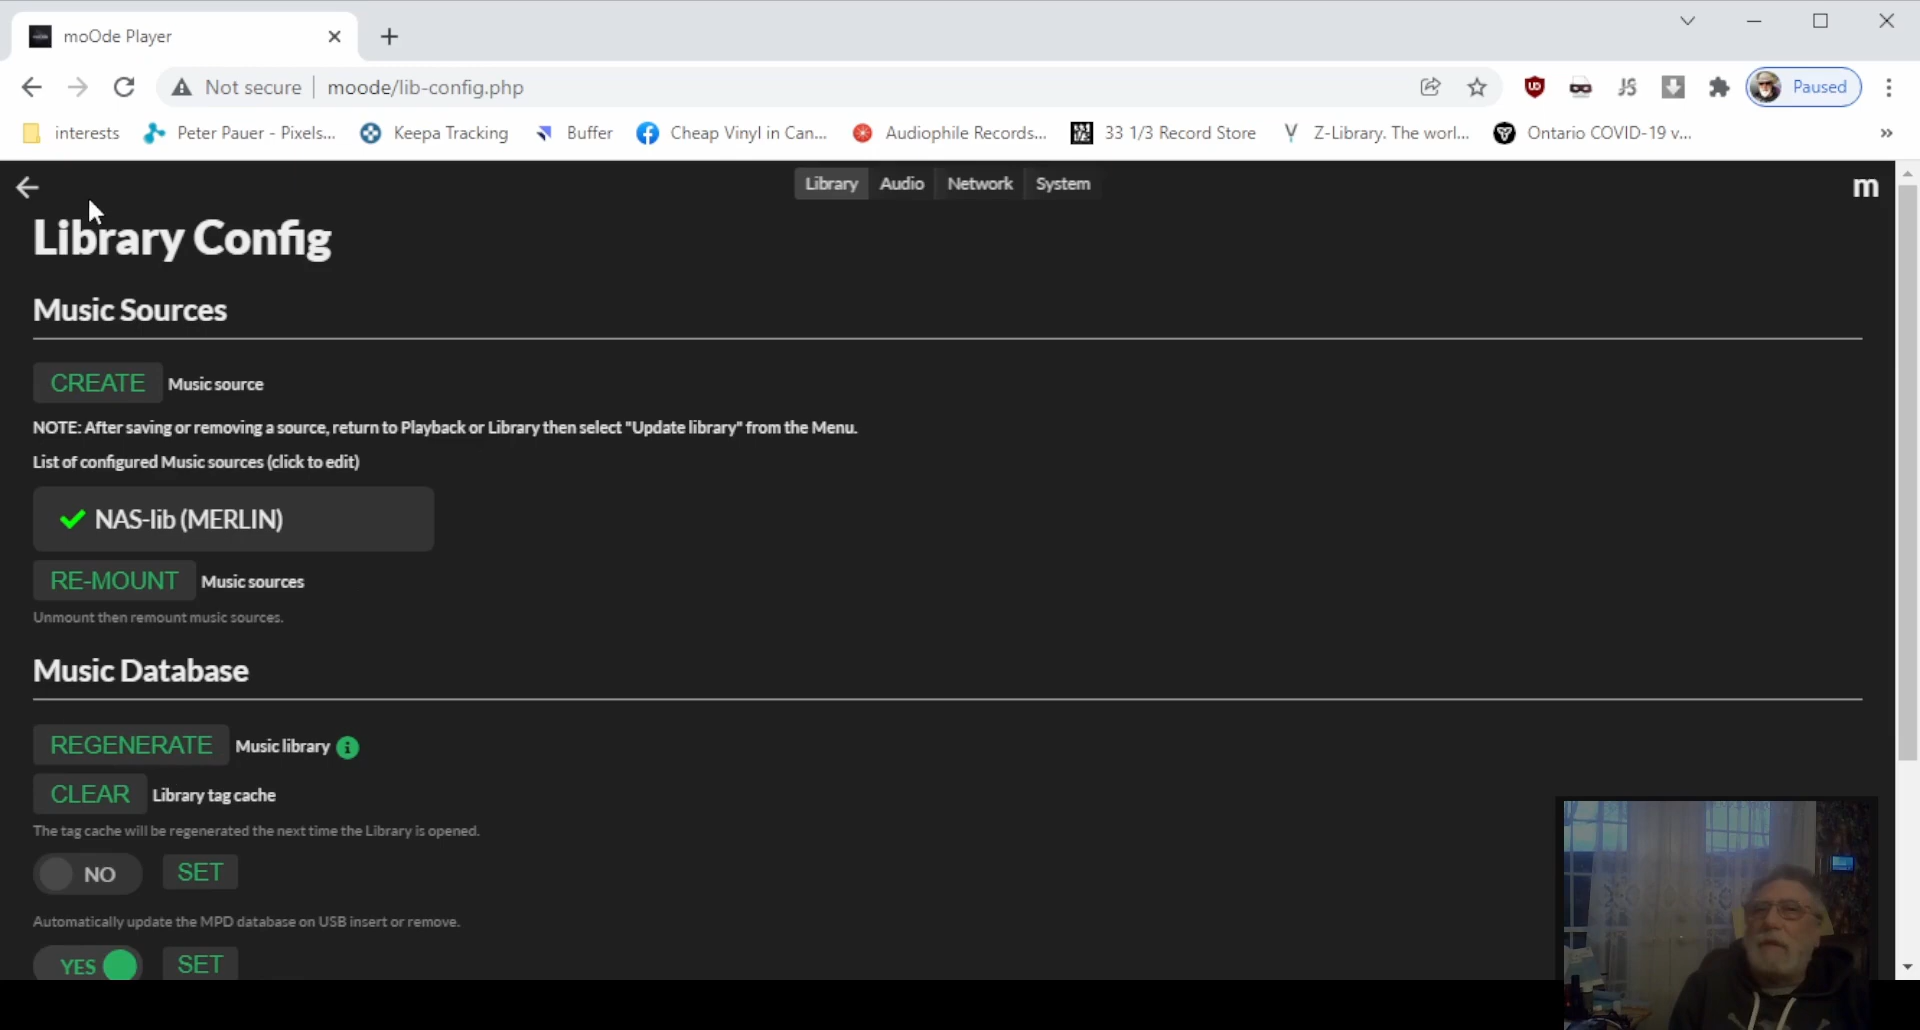 moOde Player
Not secure moode/lib-config.php
Paused
interests Peter Pauer - Pixels... Keepa Tracking Buffer Cheap Vinyl in Can... Audiophile Records... 33 1/3 Record Store Z-Library. The worl... Ontario COVID-19 v... »
Library Audio Network System m
Library Config
Music Sources
CREATE Music source
NOTE: After saving or removing a source, return to Playback or Library then select "Update library" from the Menu.
List of configured Music sources (click to edit)
NAS-lib (MERLIN)
RE-MOUNT Music sources
Unmount then remount music sources.
Music Database
REGENERATE Music library i
CLEAR Library tag cache
The tag cache will be regenerated the next time the Library is opened.
NO SET
Automatically update the MPD database on USB insert or remove.
YES SET